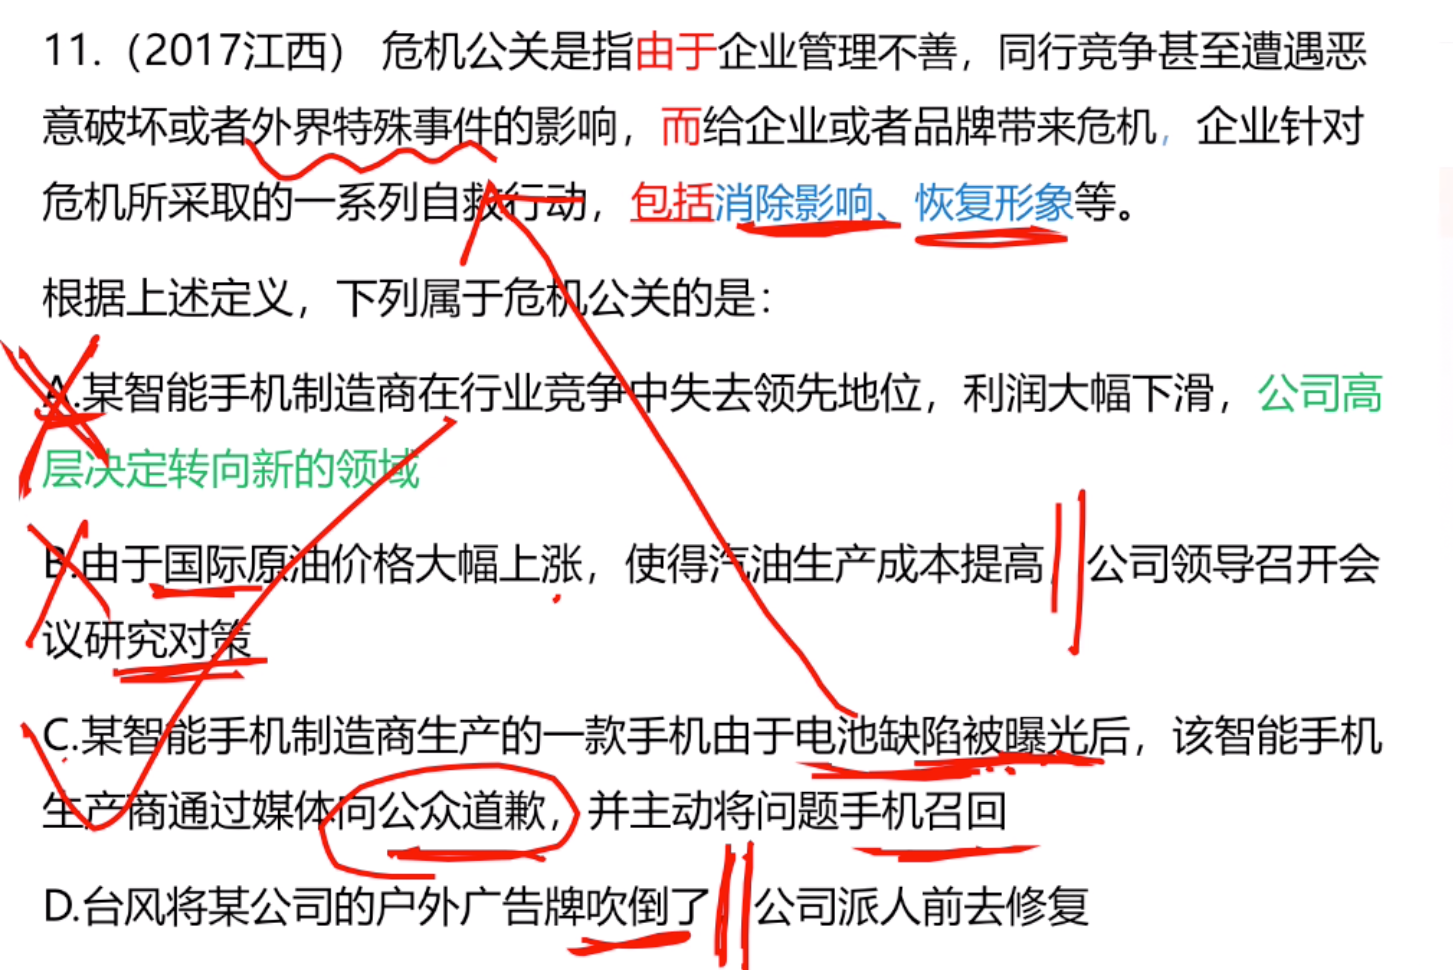 11.（2017江西） 危机公关是指由于企业管理不善，同行竞争甚至遭遇恶
意破坏或者外界特殊事件的影响，而给企业或者品牌带来危机，企业针对
危机所采取的一系列自救行动，包括消除影响、恢复形象等。
根据上述定义，下列属于危机公关的是：
A.某智能手机制造商在行业竞争中失去领先地位，利润大幅下滑，公司高
层决定转向新的领域
B.由于国际原油价格大幅上涨，使得汽油生产成本提高，公司领导召开会
议研究对策
C.某智能手机制造商生产的一款手机由于电池缺陷被曝光后，该智能手机
生产商通过媒体向公众道歉，并主动将问题手机召回
D.台风将某公司的户外广告牌吹倒了，公司派人前去修复